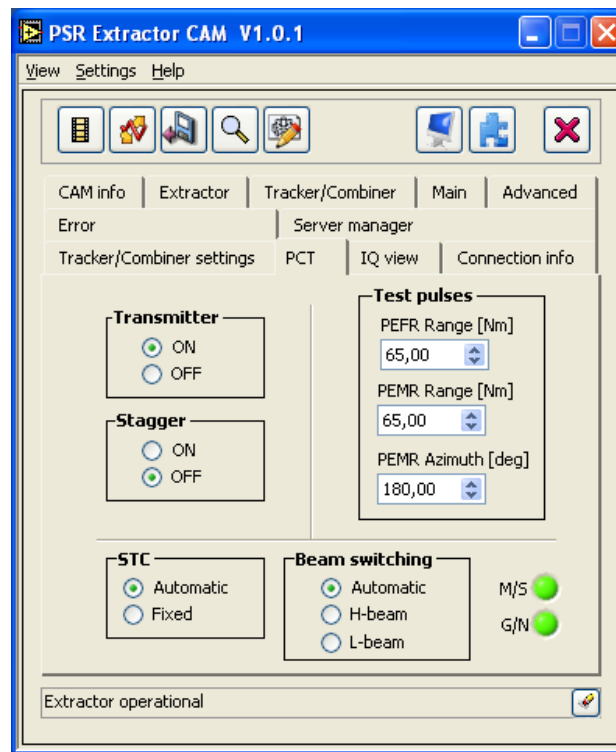 PSR Extractor CAM V1.0.1
View Settings Help
CAM info Extractor Tracker/Combiner Main Advanced
Error Server manager
Tracker/Combiner settings PCT IQ view Connection info
Transmitter
ON
OFF
Stagger
ON
OFF
Test pulses
PEFR Range [Nm]
65,00
PEMR Range [Nm]
65,00
PEMR Azimuth [deg]
180,00
STC
Automatic
Fixed
Beam switching
Automatic
H-beam
L-beam
M/S
G/N
Extractor operational